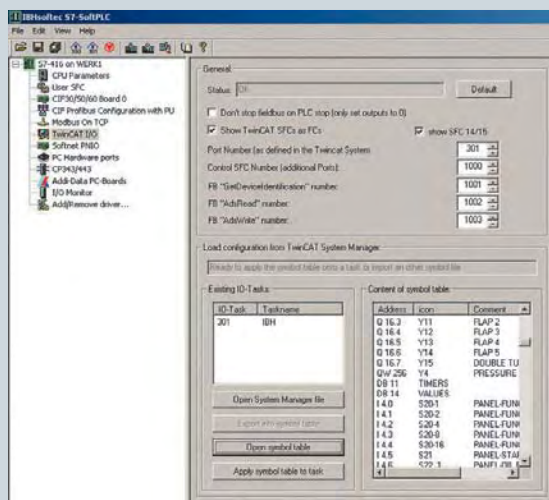 IBHsoftec S7-SoftPLC
File Edit View Help
S7-416 on WERK1
CPU Parameters
User SFC
CIF30/50/60 Board 0
CIF Profibus Configuration with PU
Modbus On TCP
TwinCAT I/O
Softnet PNIO
PC Hardware ports
CP343/443
Addi-Data PC-Boards
I/O Monitor
Add/Remove driver...
General
Status: OK
Default
Don't stop fieldbus on PLC stop (only set outputs to 0)
Show TwinCAT SFCs as FCs
show SFC 14/15
Port Number (as defined in the Twincat System
301
Control SFC Number (additional Ports):
1000
FB "GetDeviceIdentification" number:
1001
FB "AdsRead" number:
1002
FB "AdsWrite" number:
1003
Load configuration from TwinCAT System Manager
Ready to apply the symbol table onto a task or import an other symbol file
Existing IO-Tasks:
IO-Task Taskname
301 IBH
Open System Manager file
Export into symbol table
Open symbol table
Apply symbol table to task
Content of symbol table:
Address icon Comment
Q 16.3 Y11 FLAP 2
Q 16.4 Y12 FLAP 3
Q 16.5 Y13 FLAP 4
Q 16.6 Y14 FLAP 5
Q 16.7 Y15 DOUBLE TU
QW 256 Y4 PRESSURE
DB 11 TIMERS
DB 14 VALUES
I 4.0 S20-1 PANEL-FUN
I 4.1 S20-2 PANEL-FUN
I 4.2 S20-4 PANEL-FUN
I 4.3 S20-8 PANEL-FUN
I 4.4 S20-16 PANEL-FUN
I 4.5 S21 PANEL-STA
I 4.6 S22.1